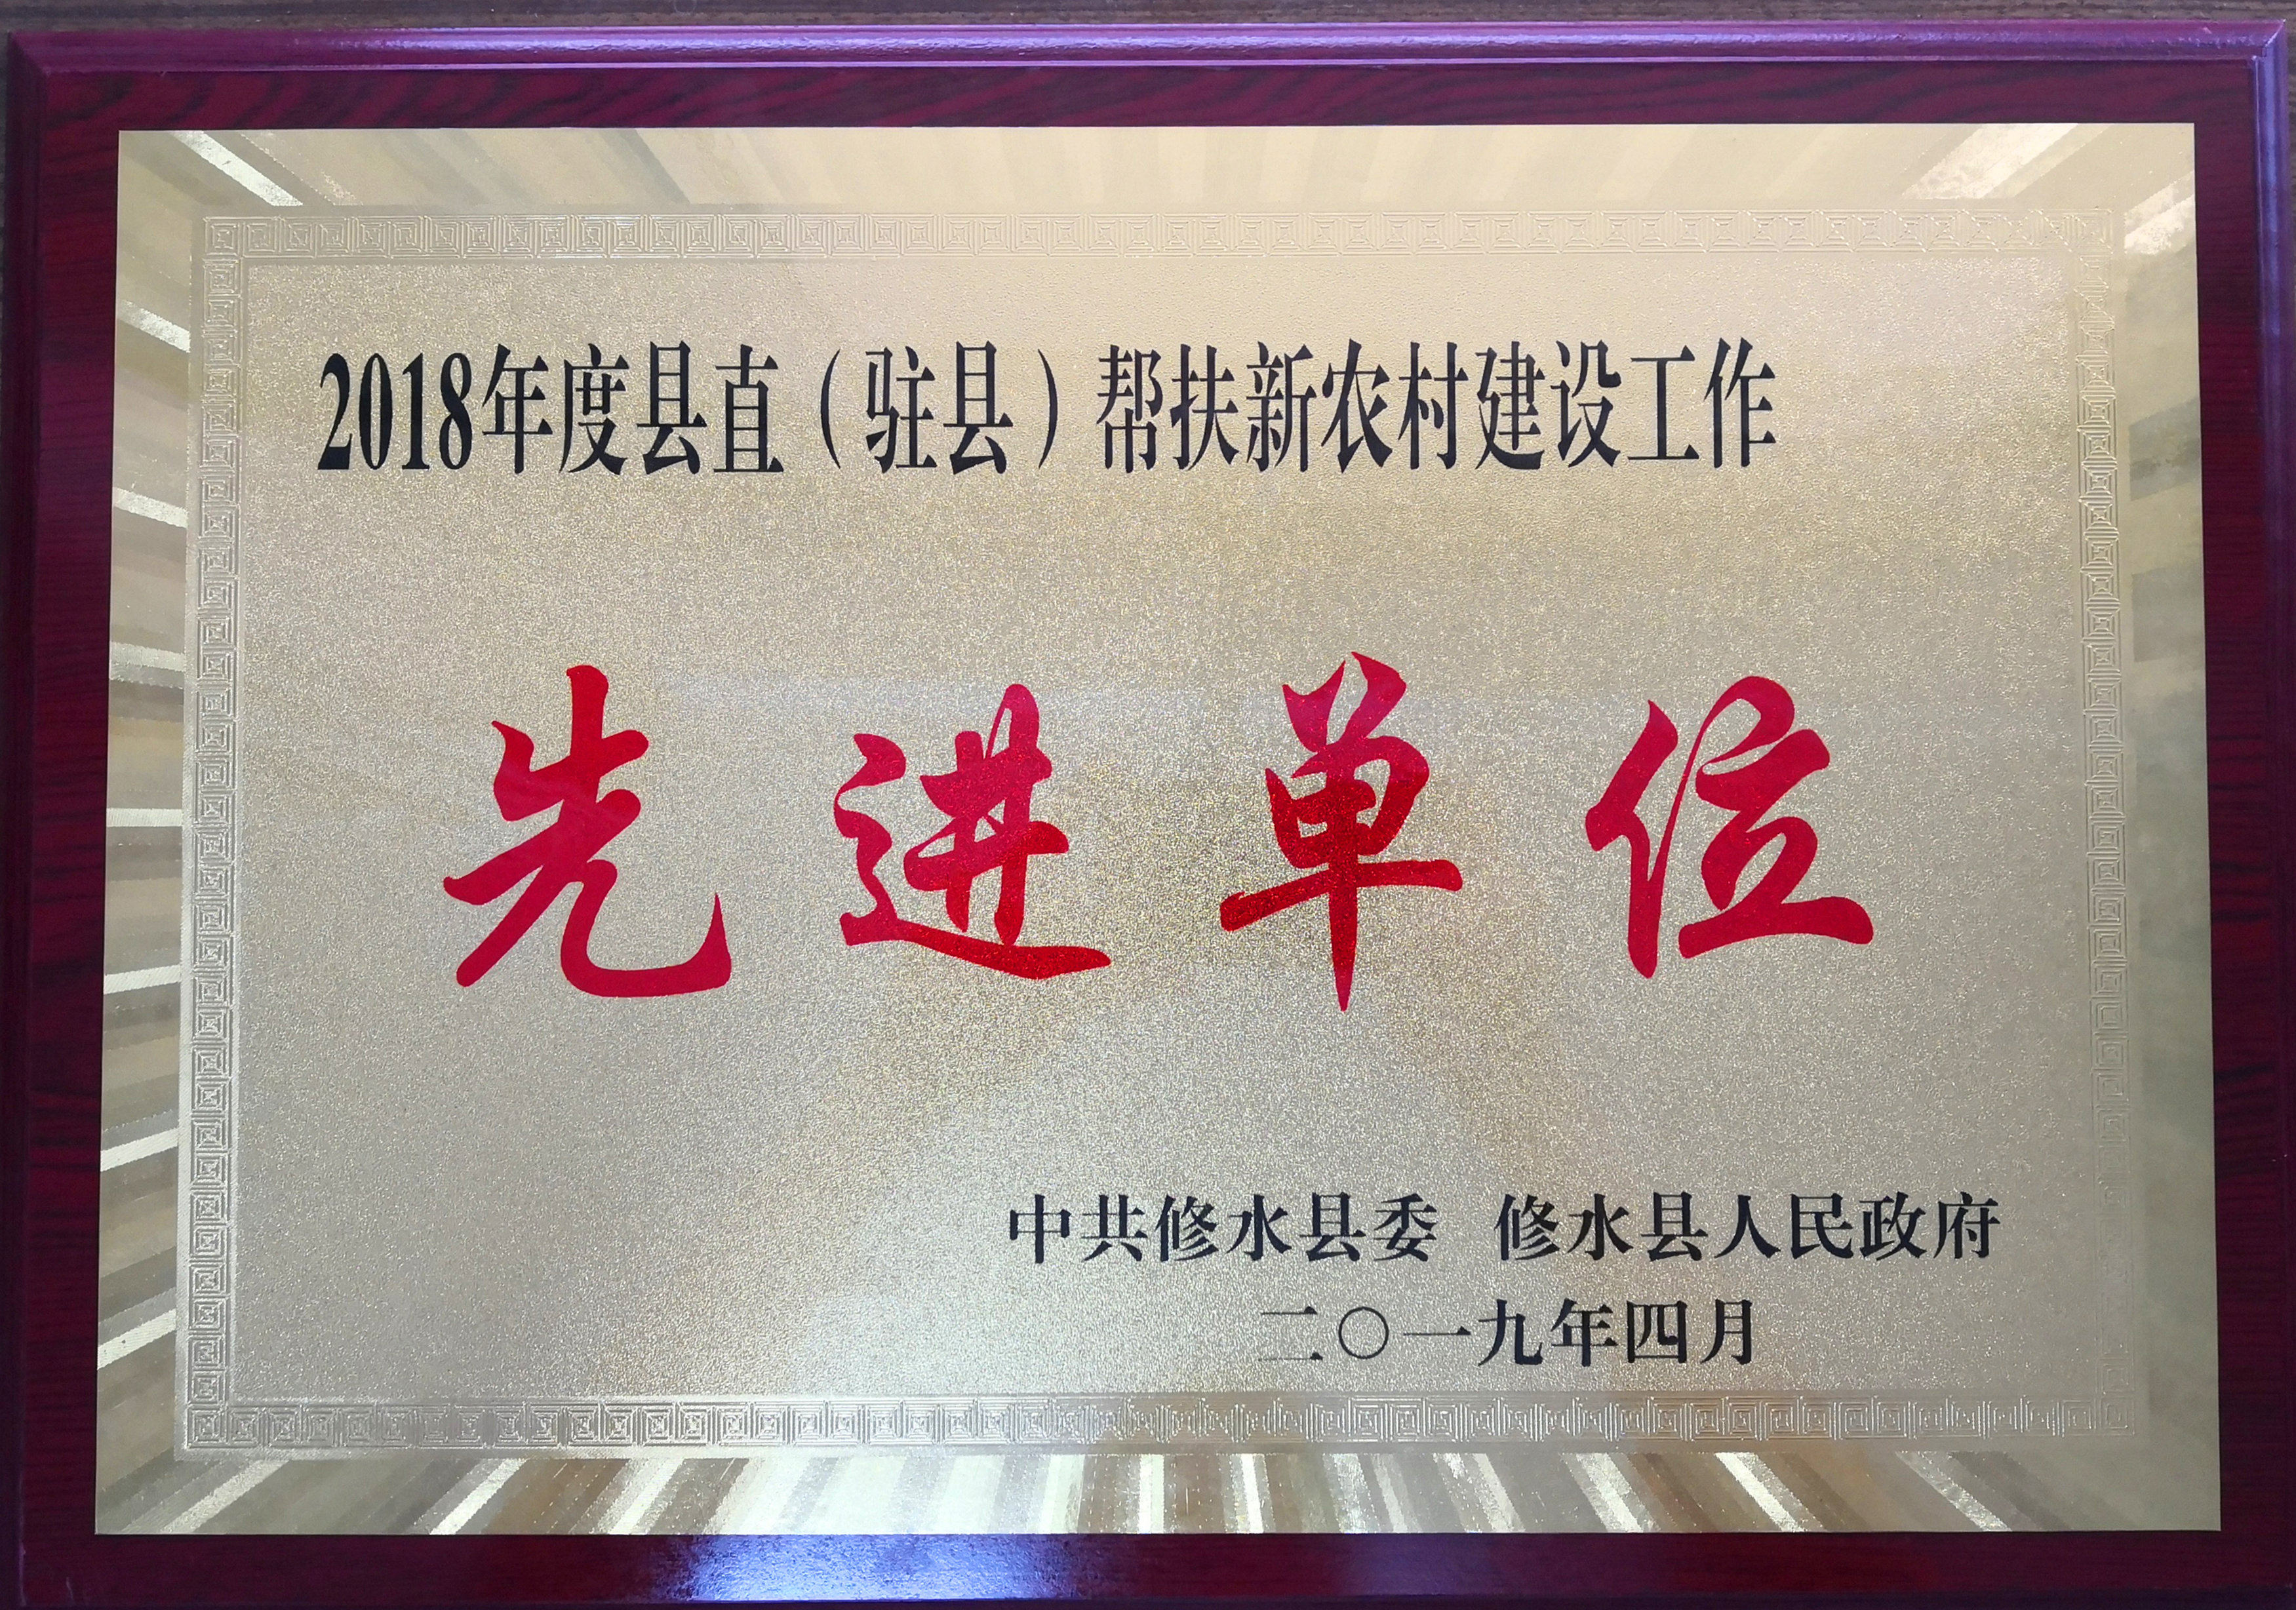 2018年度县直（驻县）帮扶新农村建设工作
先进单位
中共修水县委 修水县人民政府
二〇一九年四月